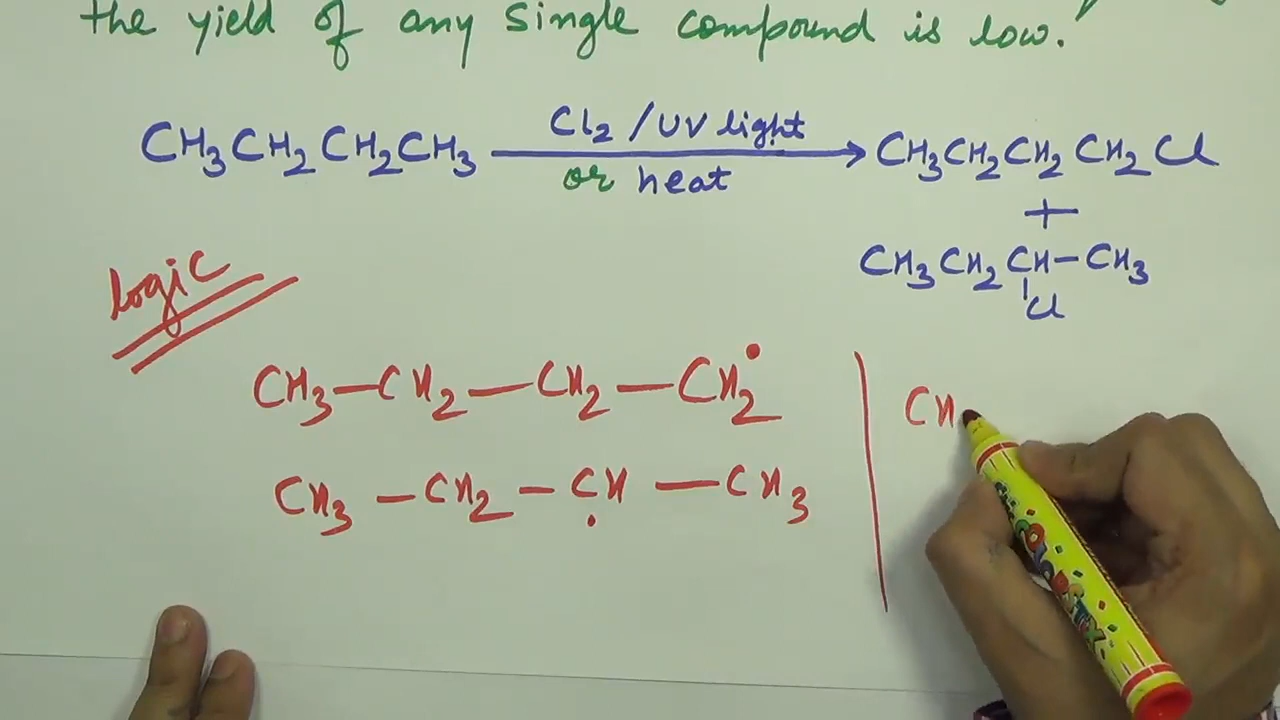 the yield of any single compound is low.
CH3CH2CH2CH3 Cl2 / UV light or heat → CH3CH2CH2CH2Cl
+
CH3CH2CH-CH3
Cl
logic
CH3-CH2-CH2-CH2•
CH
CH3-CH2-CH-CH3
•